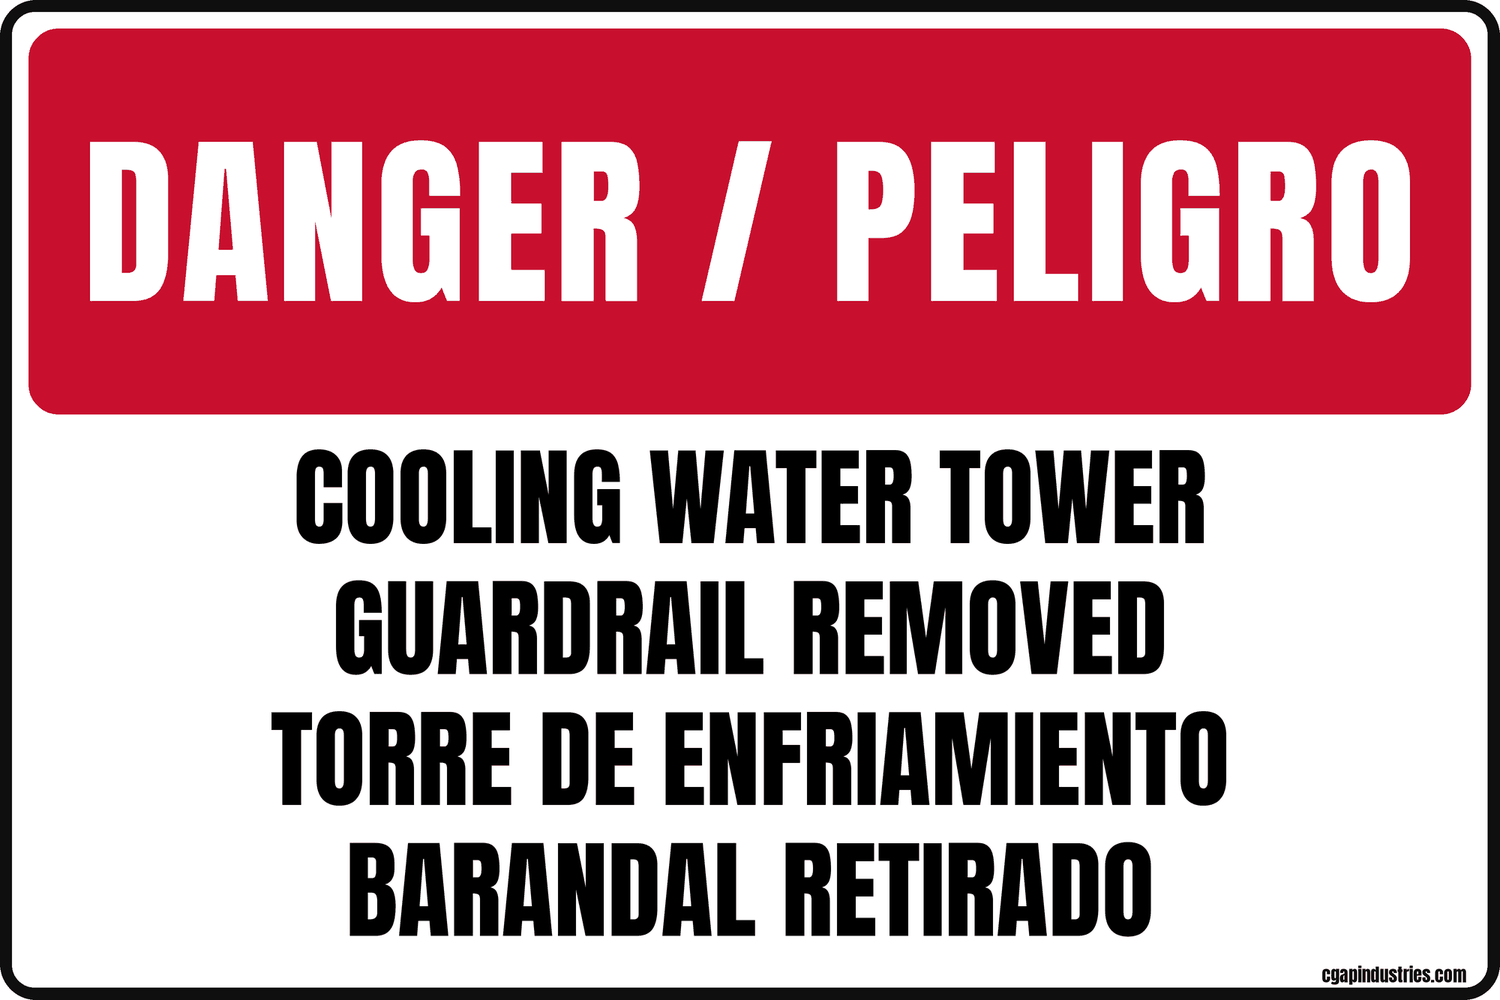 DANGER / PELIGRO
COOLING WATER TOWER
GUARDRAIL REMOVED
TORRE DE ENFRIAMIENTO
BARANDAL RETIRADO
cgapindustries.com